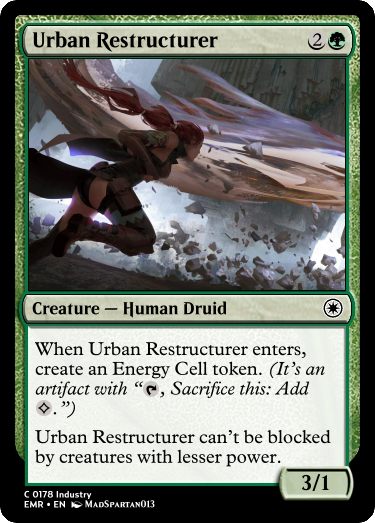 Urban Restructurer 2
Creature — Human Druid
When Urban Restructurer enters,
create an Energy Cell token. (It's an
artifact with “, Sacrifice this: Add
.”)
Urban Restructurer can't be blocked
by creatures with lesser power.
3/1
C 0178 Industry
EMR • EN MadSpartan013